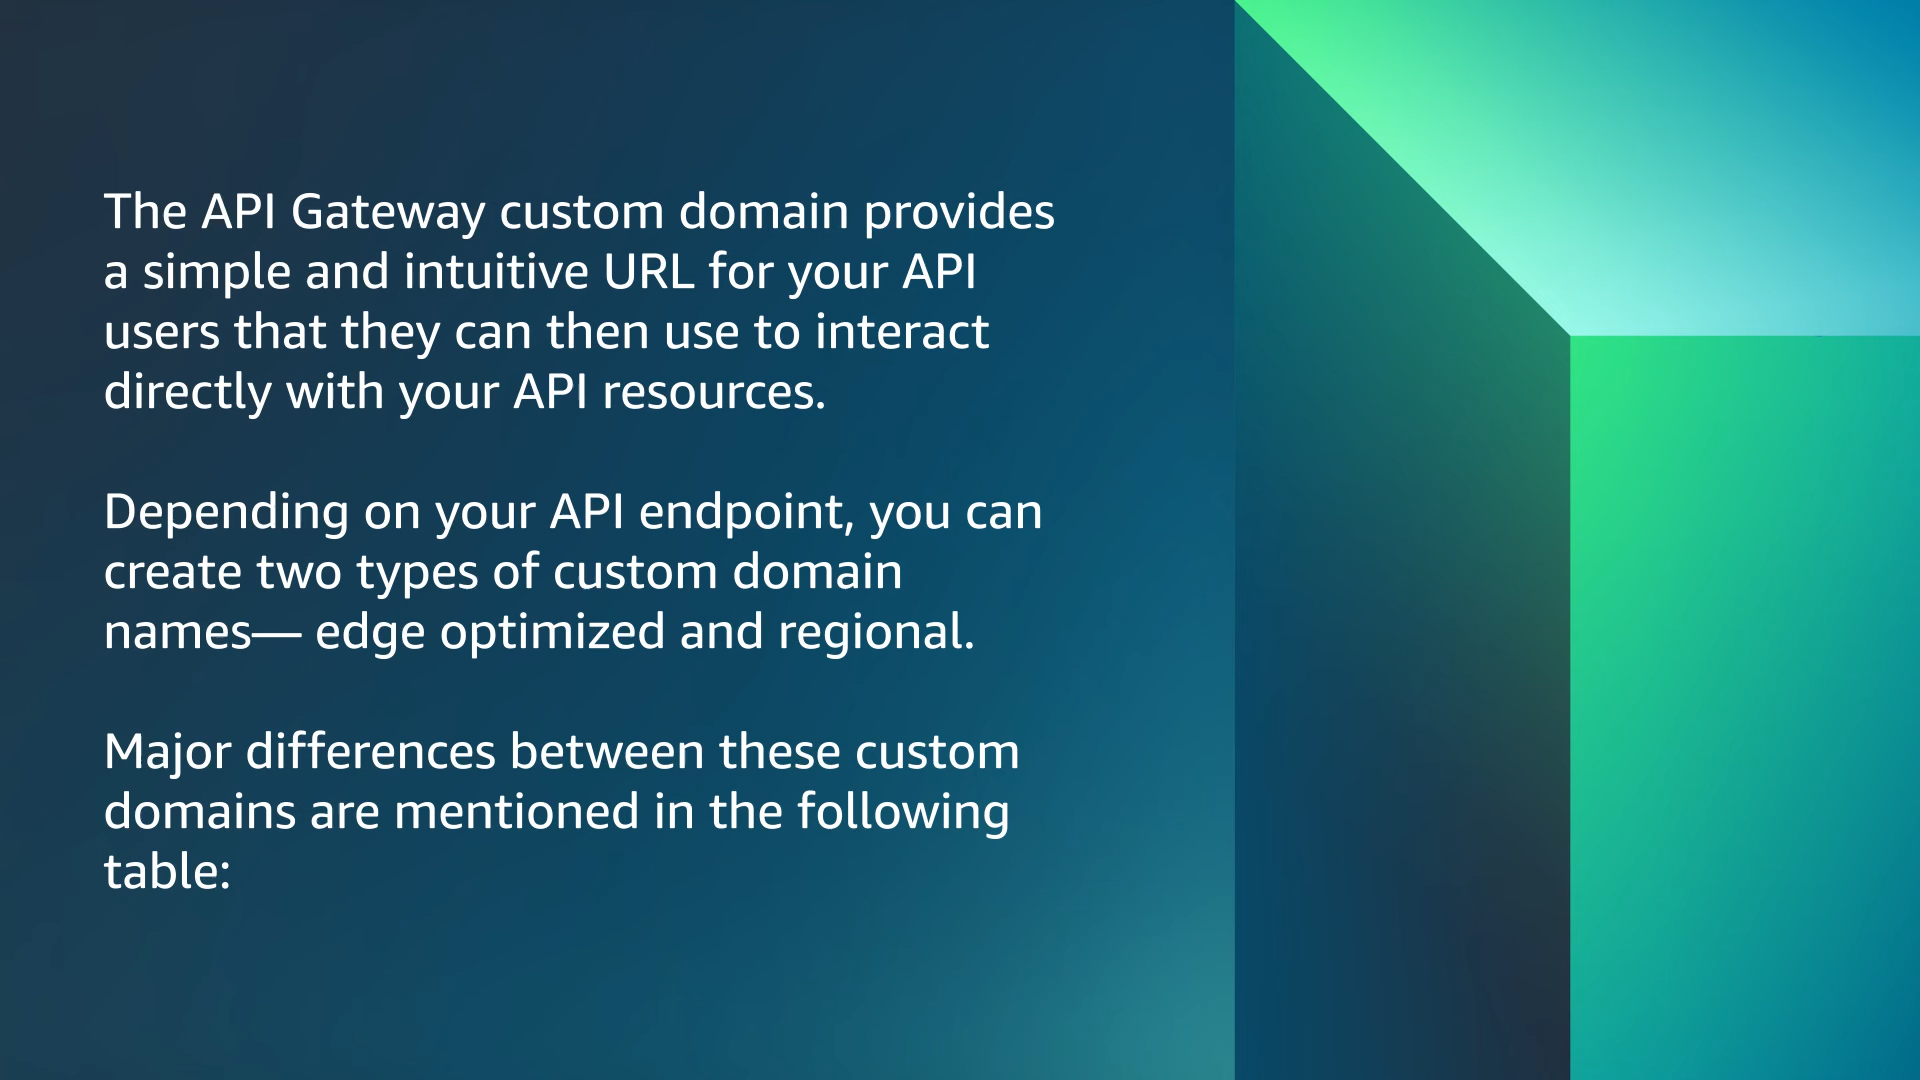 The API Gateway custom domain provides
a simple and intuitive URL for your API
users that they can then use to interact
directly with your API resources.
Depending on your API endpoint, you can
create two types of custom domain
names— edge optimized and regional.
Major differences between these custom
domains are mentioned in the following
table: